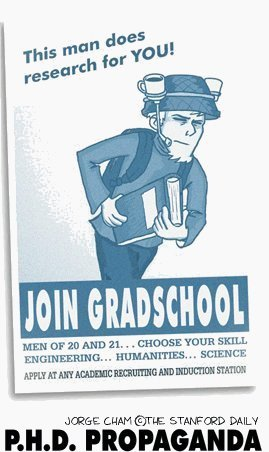 This man does
research for YOU!
JOIN GRADSCHOOL
MEN OF 20 AND 21. . . CHOOSE YOUR SKILL
ENGINEERING... HUMANITIES... SCIENCE
APPLY AT ANY ACADEMIC RECRUITING AND INDUCTION STATION
JORGE CHAM ©THE STANFORD DAILY
P.H.D. PROPAGANDA